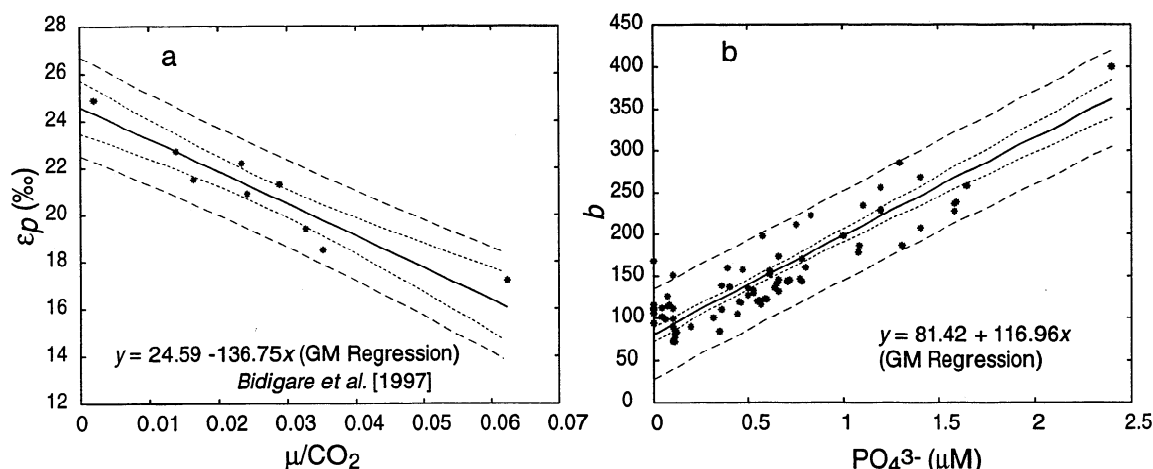 28
26
24
22
20
18
16
14
12
εp (‰)
a
y = 24.59 -136.75x (GM Regression)
Bidigare et al. [1997]
0 0.01 0.02 0.03 0.04 0.05 0.06 0.07
μ/CO2
450
400
350
300
250
200
150
100
50
0
b
b
y = 81.42 + 116.96x
(GM Regression)
0 0.5 1 1.5 2 2.5
PO43- (μM)